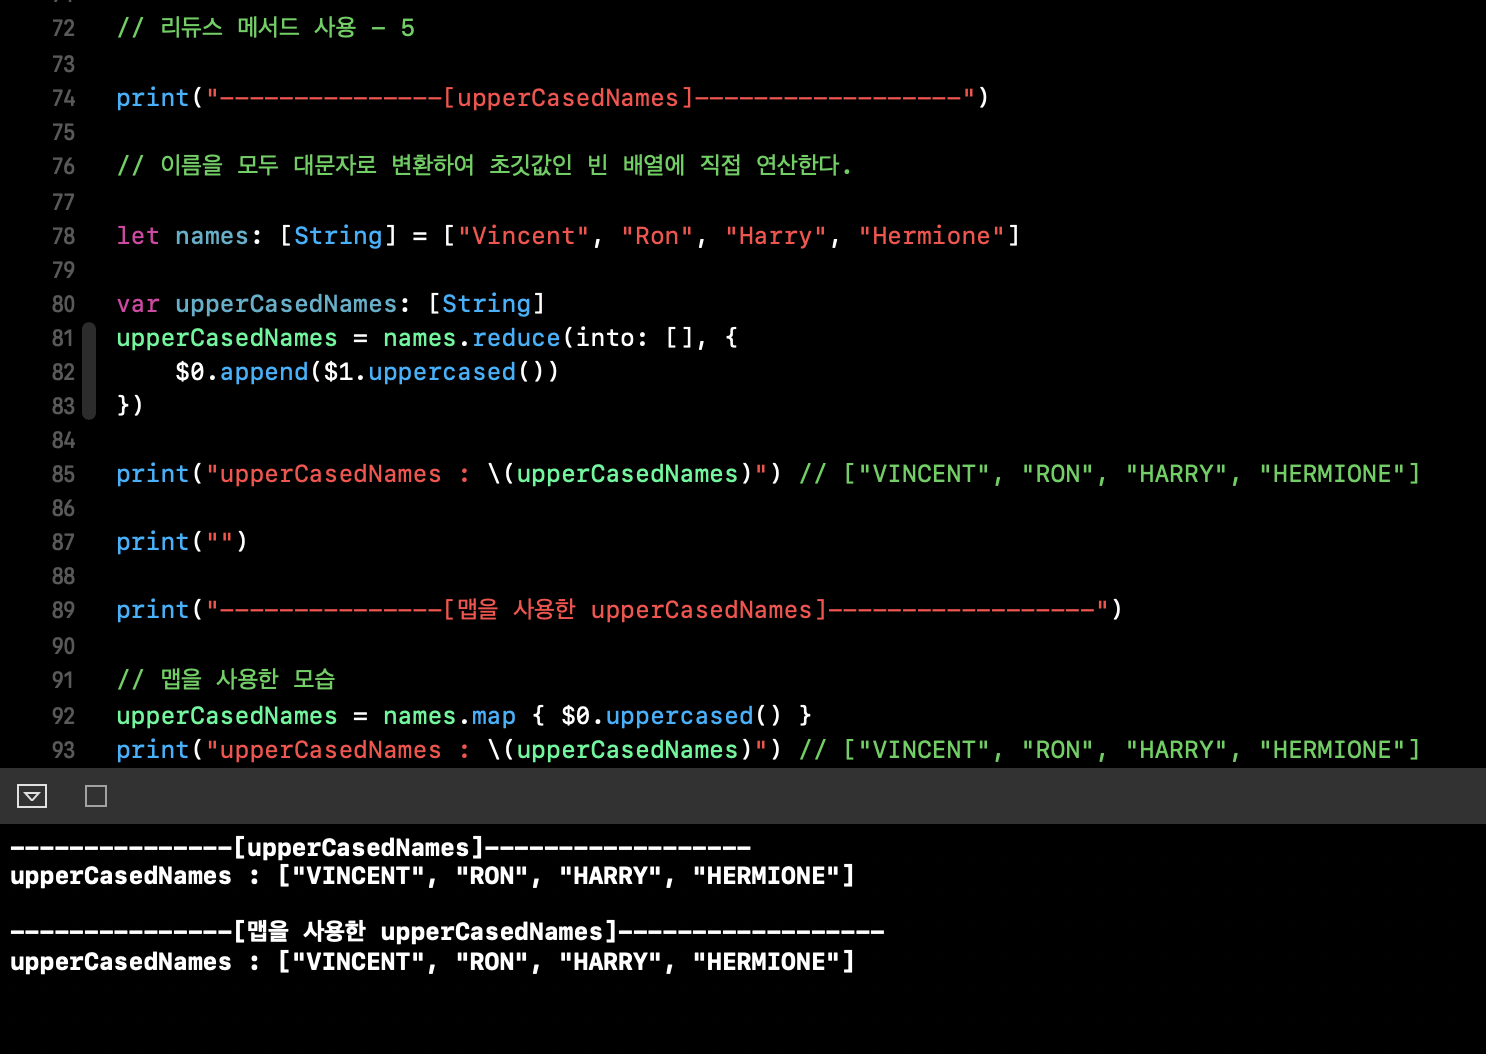 72 // 리듀스 메서드 사용 - 5
73
74 print("---------------[upperCasedNames]------------------")
75
76 // 이름을 모두 대문자로 변환하여 초깃값인 빈 배열에 직접 연산한다.
77
78 let names: [String] = ["Vincent", "Ron", "Harry", "Hermione"]
79
80 var upperCasedNames: [String]
81 upperCasedNames = names.reduce(into: [], {
82     $0.append($1.uppercased())
83 })
84
85 print("upperCasedNames : \(upperCasedNames)") // ["VINCENT", "RON", "HARRY", "HERMIONE"]
86
87 print("")
88
89 print("---------------[맵을 사용한 upperCasedNames]------------------")
90
91 // 맵을 사용한 모습
92 upperCasedNames = names.map { $0.uppercased() }
93 print("upperCasedNames : \(upperCasedNames)") // ["VINCENT", "RON", "HARRY", "HERMIONE"]
---------------[upperCasedNames]------------------
upperCasedNames : ["VINCENT", "RON", "HARRY", "HERMIONE"]
---------------[맵을 사용한 upperCasedNames]------------------
upperCasedNames : ["VINCENT", "RON", "HARRY", "HERMIONE"]